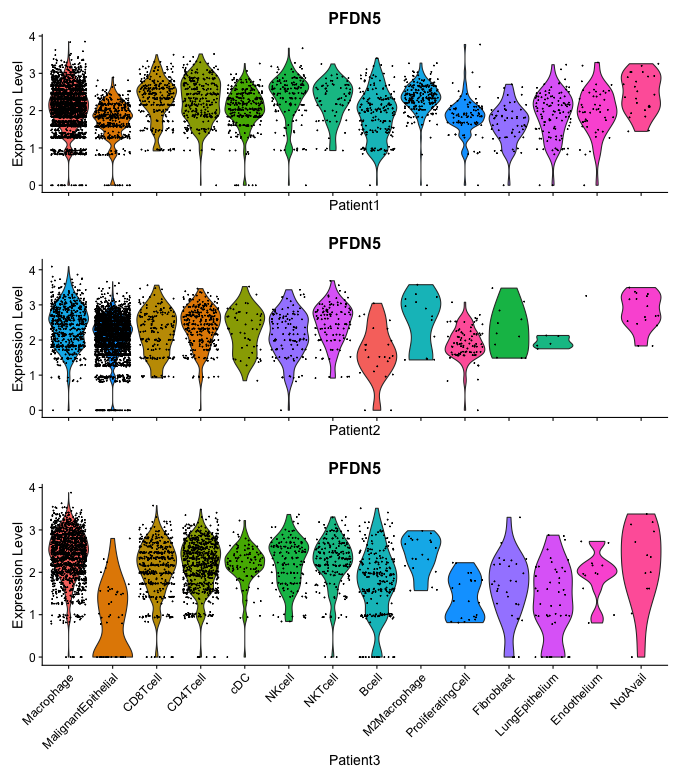 PFDN5
4
3
2
1
0
Expression Level
Patient1
PFDN5
4
3
2
1
0
Expression Level
Patient2
PFDN5
4
3
2
1
0
Expression Level
Macrophage
MalignantEpithelial
CD8Tcell
CD4Tcell
cDC
NKcell
NKTcell
Bcell
M2Macrophage
ProliferatingCell
Fibroblast
LungEpithelium
Endothelium
NotAvail
Patient3